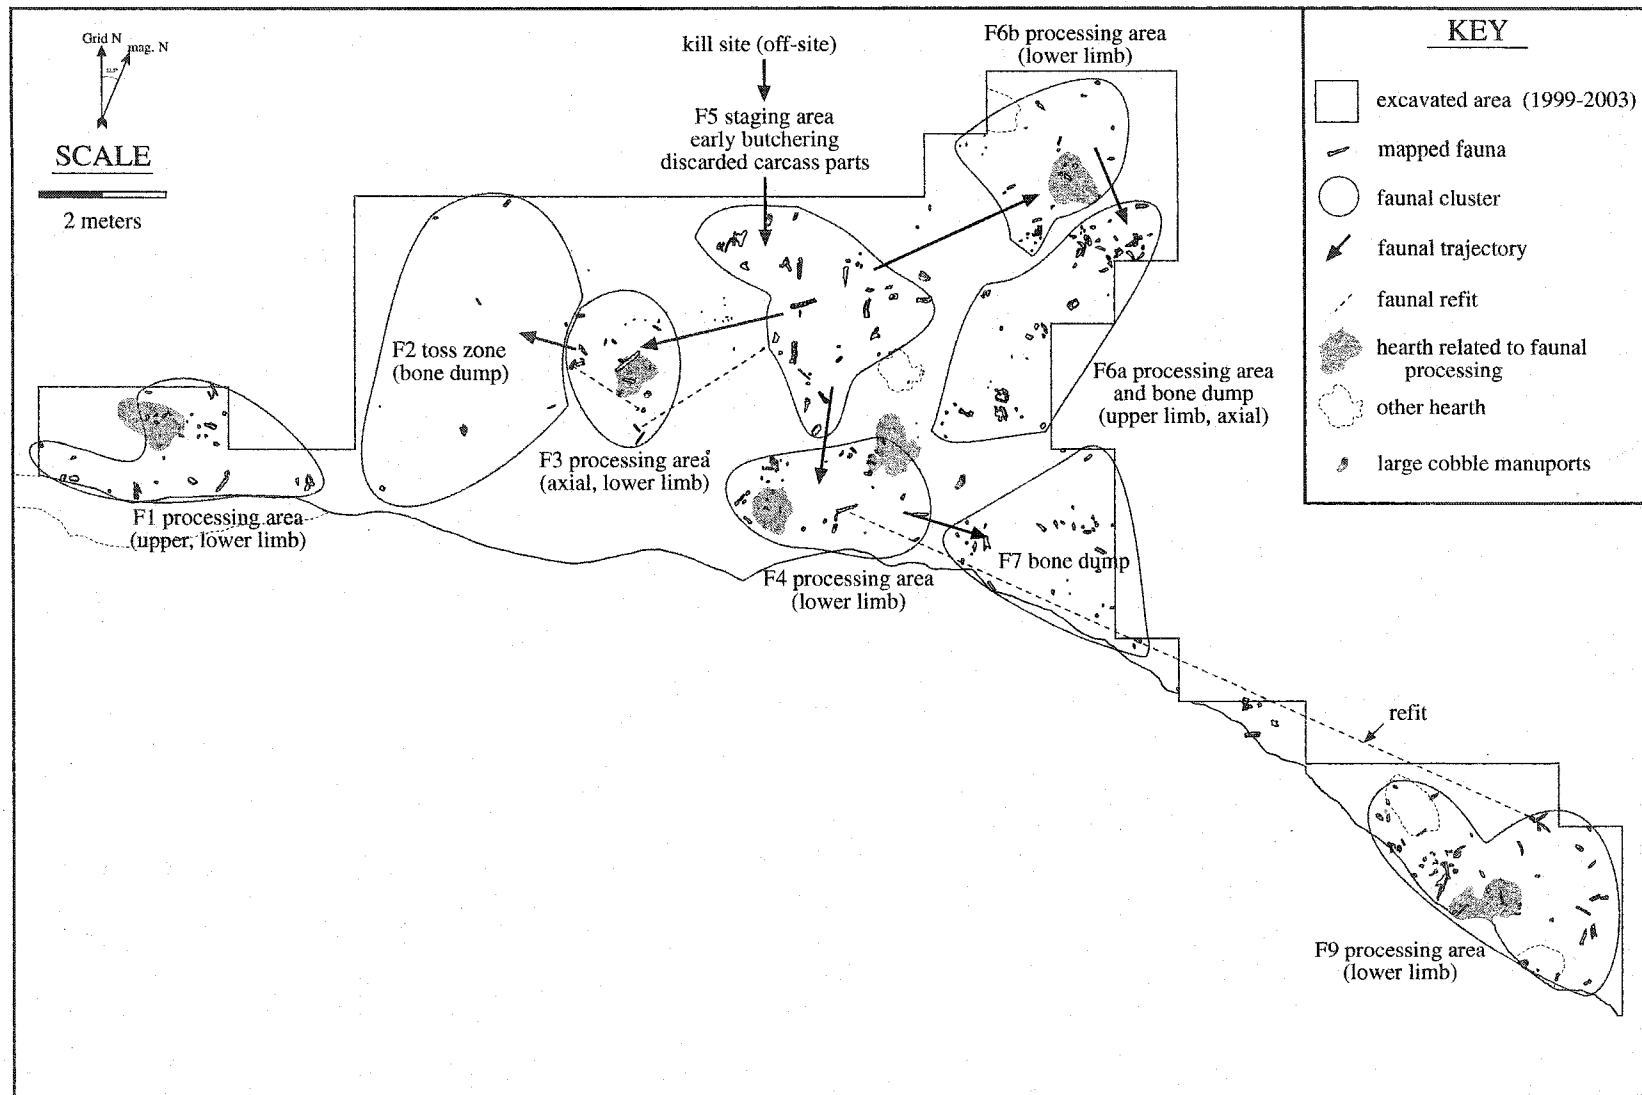 Grid N
mag. N
SCALE
2 meters
kill site (off-site)
F5 staging area
early butchering
discarded carcass parts
F6b processing area
(lower limb)
KEY
excavated area (1999-2003)
mapped fauna
faunal cluster
faunal trajectory
faunal refit
hearth related to faunal
processing
other hearth
large cobble manuports
F2 toss zone
(bone dump)
F3 processing area
(axial, lower limb)
F6a processing area
and bone dump
(upper limb, axial)
F1 processing area
(upper, lower limb)
F4 processing area
(lower limb)
F7 bone dump
refit
F9 processing area
(lower limb)